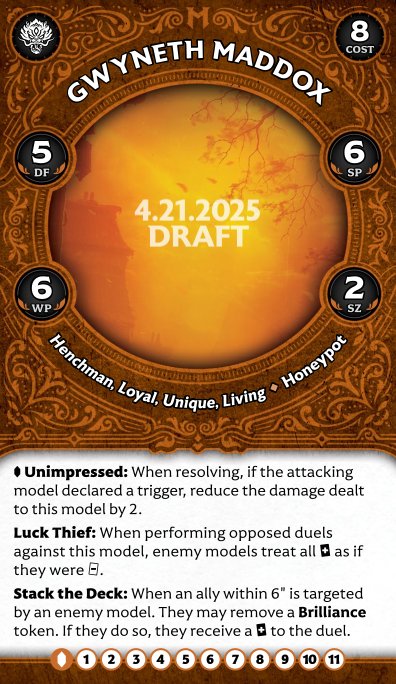 GWYNETH MADDOX
8
COST
5
DF
6
SP
4.21.2025
DRAFT
6
WP
2
SZ
Henchman, Loyal, Unique, Living ♦ Honeypot
Unimpressed: When resolving, if the attacking
model declared a trigger, reduce the damage dealt
to this model by 2.
Luck Thief: When performing opposed duels
against this model, enemy models treat all + as if
they were -.
Stack the Deck: When an ally within 6" is targeted
by an enemy model. They may remove a Brilliance
token. If they do so, they receive a + to the duel.
1 2 3 4 5 6 7 8 9 10 11